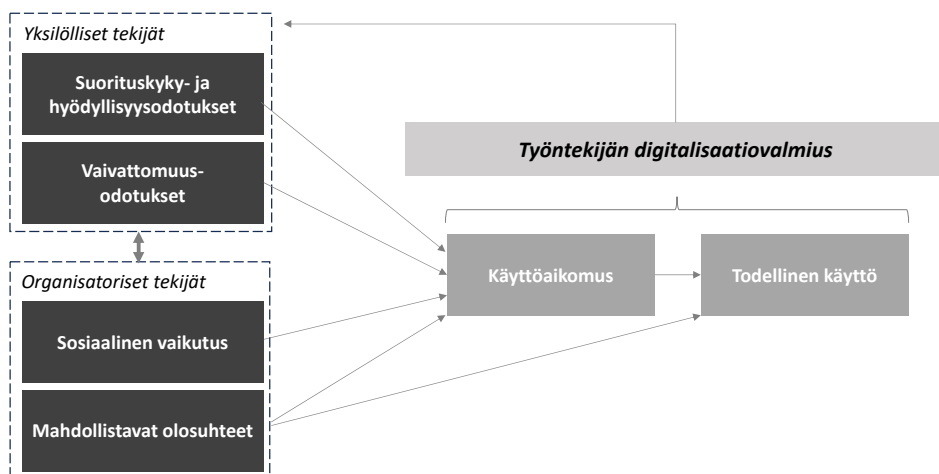 Yksilölliset tekijät
Suorituskyky- ja
hyödyllisyysodotukset
Vaivattomuus-
odotukset
Organisatoriset tekijät
Sosiaalinen vaikutus
Mahdollistavat olosuhteet
Työntekijän digitalisaatiovalmius
Käyttöaikomus
Todellinen käyttö